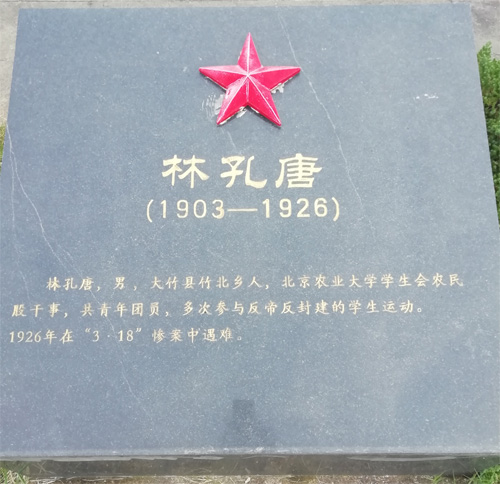 林孔唐
(1903—1926)
林孔唐，男，大竹县竹北乡人，北京农业大学学生会农民
股干事，共青年团员，多次参与反帝反封建的学生运动。
1926年在“3·18”惨案中遇难。